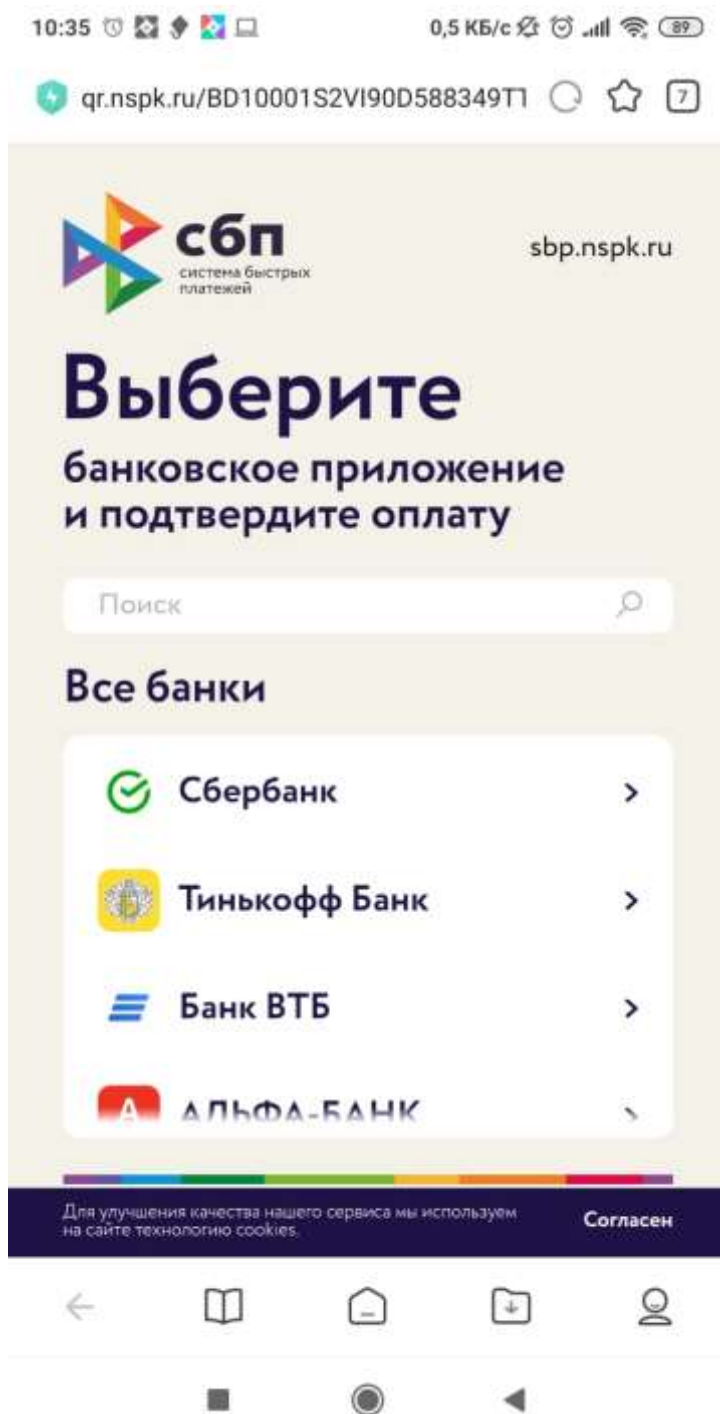 10:35 0,5 КБ/с 89
qr.nspk.ru/BD10001S2VI90D588349T1 7
сбп
система быстрых
платежей
sbp.nspk.ru
Выберите
банковское приложение
и подтвердите оплату
Поиск
Все банки
Сбербанк
Тинькофф Банк
Банк ВТБ
А АЛЬФА-БАНК
Для улучшения качества нашего сервиса мы используем
на сайте технологию cookies.
Согласен